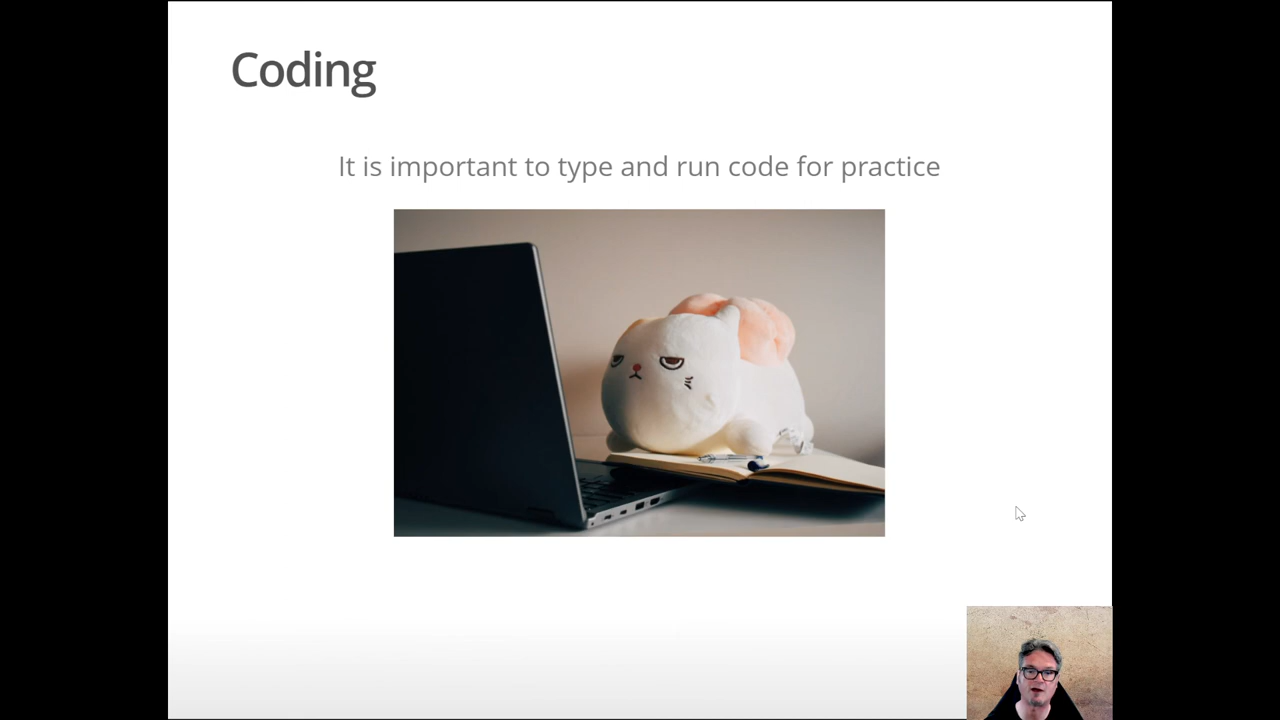 Coding
It is important to type and run code for practice